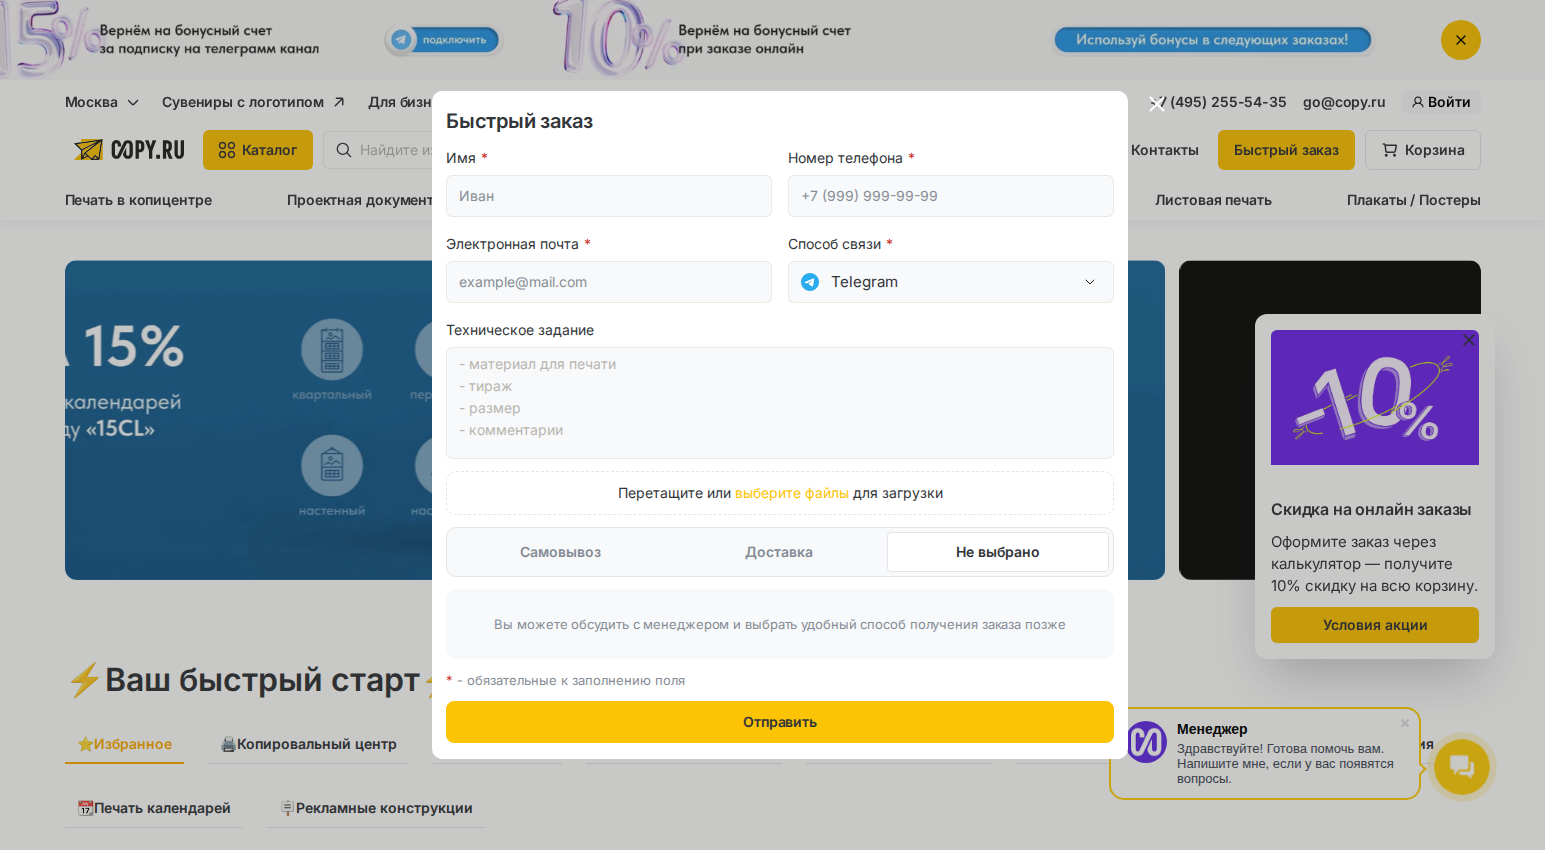 15% Вернём на бонусный счет
за подписку на телеграмм канал
подключить
10% Вернём на бонусный счет
при заказе онлайн
Используй бонусы в следующих заказах!
Москва
Сувениры с логотипом
Для бизн
(495) 255-54-35
go@copy.ru
Войти
COPY.RU
Каталог
Найдите из
Контакты
Быстрый заказ
Корзина
Печать в копицентре
Проектная документ
Листовая печать
Плакаты / Постеры
15%
календарей
ду «15CL»
квартальный
пер
настенный
нас
Быстрый заказ
Имя *
Номер телефона *
Иван
+7 (999) 999-99-99
Электронная почта *
Способ связи *
example@mail.com
Telegram
Техническое задание
- материал для печати
- тираж
- размер
- комментарии
Перетащите или выберите файлы для загрузки
Самовывоз
Доставка
Не выбрано
Вы можете обсудить с менеджером и выбрать удобный способ получения заказа позже
* - обязательные к заполнению поля
Отправить
-10%
Скидка на онлайн заказы
Оформите заказ через
калькулятор — получите
10% скидку на всю корзину.
Условия акции
⚡Ваш быстрый старт⚡
⭐Избранное
🖨️Копировальный центр
ия
📆Печать календарей
🪧Рекламные конструкции
Менеджер
Здравствуйте! Готова помочь вам.
Напишите мне, если у вас появятся
вопросы.